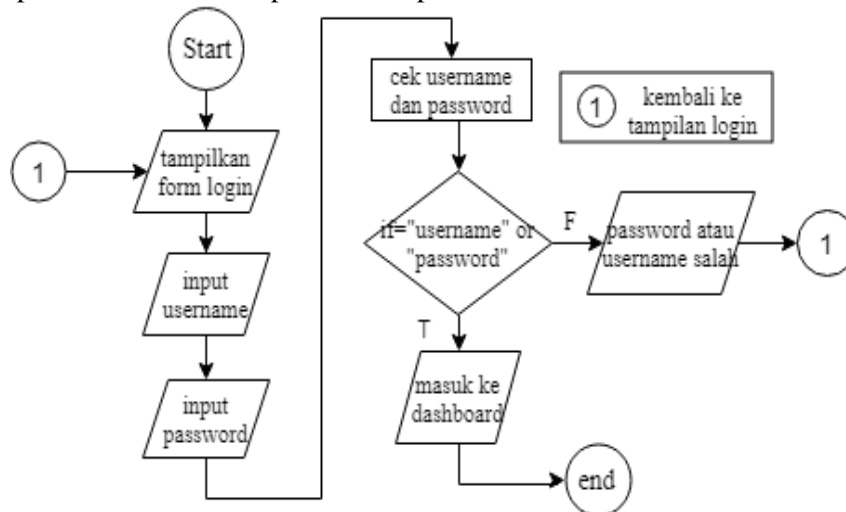 Start
1
tampilkan
form login
input
username
input
password
cek username
dan password
1
kembali ke
tampilan login
if="username" or
"password"
F
password atau
username salah
1
T
masuk ke
dashboard
end